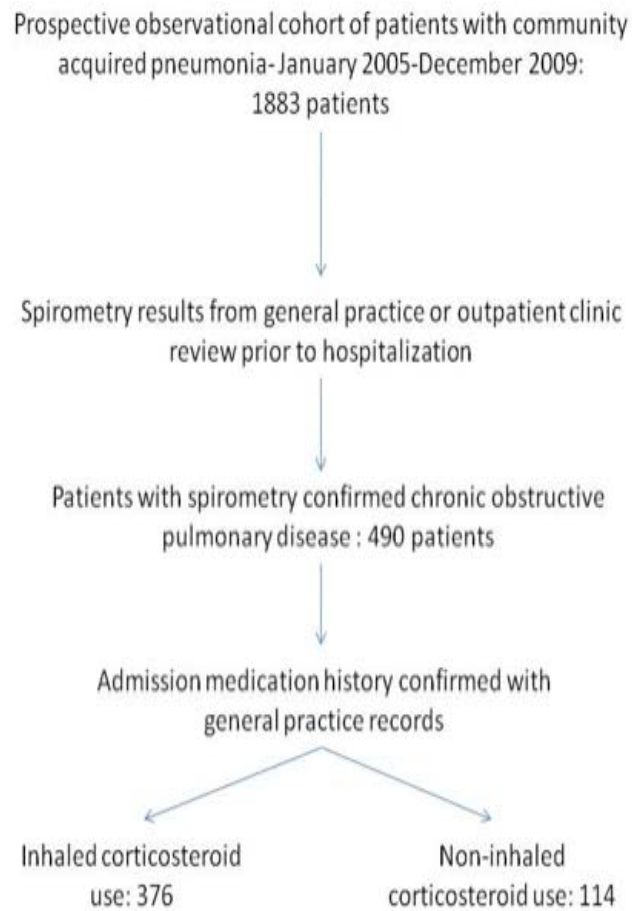 Prospective observational cohort of patients with community
acquired pneumonia-January 2005-December 2009:
1883 patients
Spirometry results from general practice or outpatient clinic
review prior to hospitalization
Patients with spirometry confirmed chronic obstructive
pulmonary disease : 490 patients
Admission medication history confirmed with
general practice records
Inhaled corticosteroid
use: 376
Non-inhaled
corticosteroid use: 114